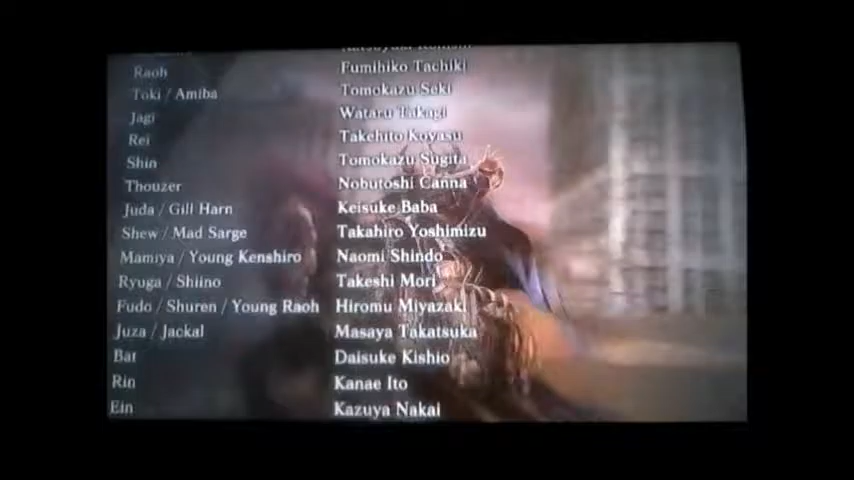 Raoh Fumihiko Tachiki
Toki / Amiba Tomokazu Seki
Jagi Wataru Takagi
Rei Takehito Koyasu
Shin Tomokazu Sugita
Thouzer Nobutoshi Canna
Juda / Gill Harn Keisuke Baba
Shew / Mad Sarge Takahiro Yoshimizu
Mamiya / Young Kenshiro Naomi Shindo
Ryuga / Shiino Takeshi Mori
Fudo / Shuren / Young Raoh Hiromu Miyazaki
Juza / Jackal Masaya Takatsuka
Bat Daisuke Kishio
Rin Kanae Ito
Ein Kazuya Nakai